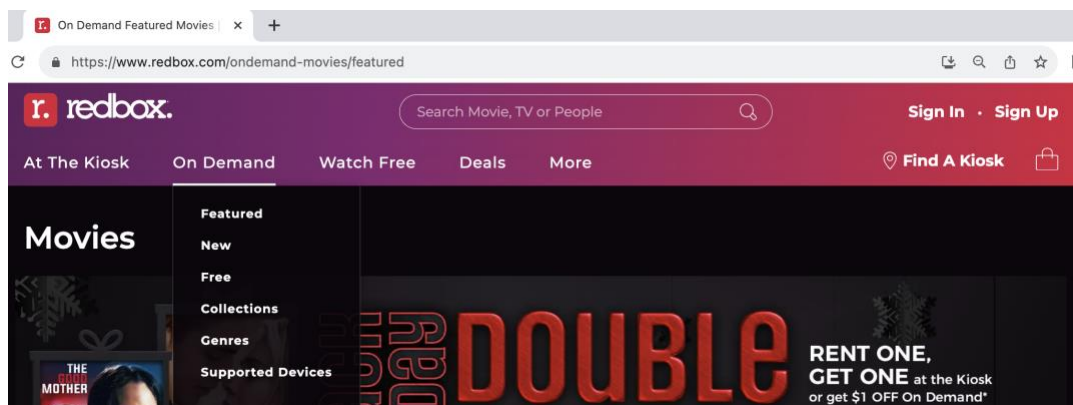 r. On Demand Featured Movies
https://www.redbox.com/ondemand-movies/featured
r. redbox.
Search Movie, TV or People
Sign In · Sign Up
At The Kiosk On Demand Watch Free Deals More
Find A Kiosk
Featured
New
Free
Collections
Genres
Supported Devices
Movies
THE
GOOD
MOTHER
DOUBLE
RENT ONE,
GET ONE at the Kiosk
or get $1 OFF On Demand*